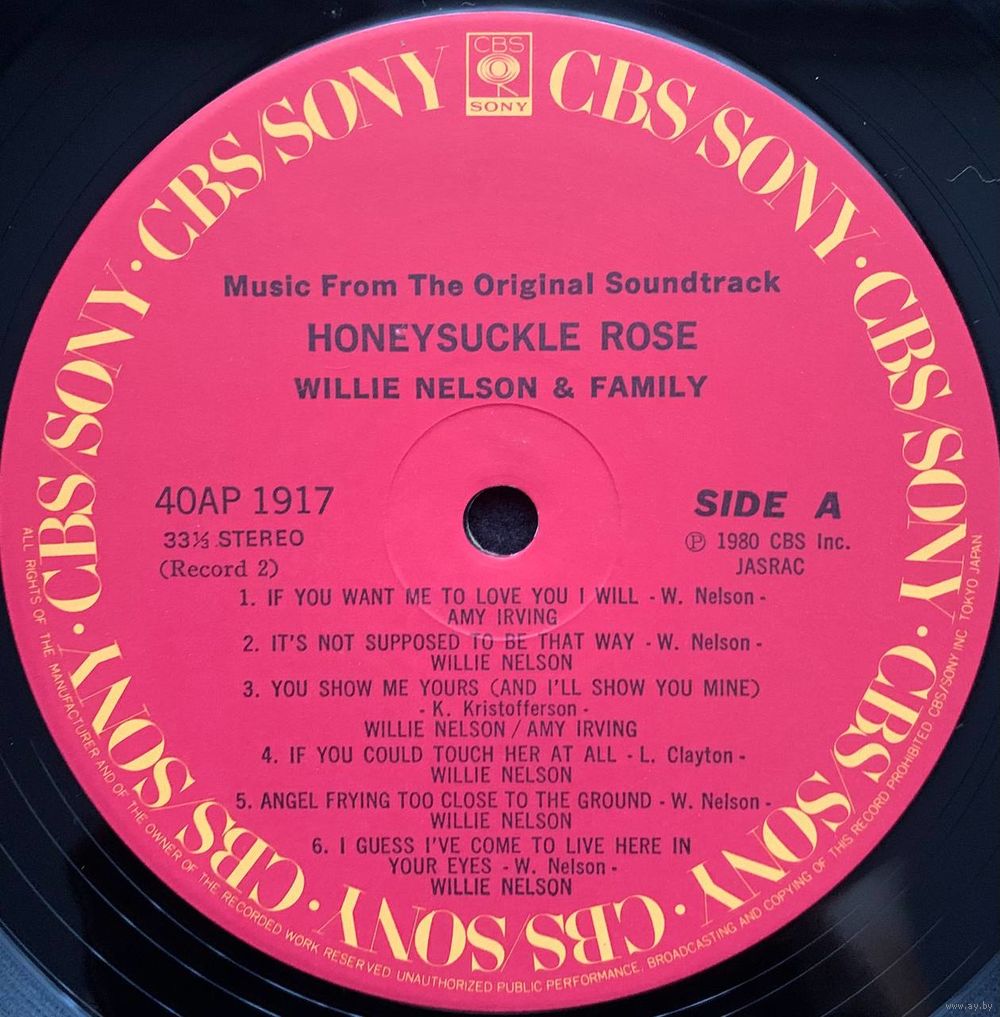 CBS
SONY
CBS/SONY · CBS/SONY · CBS/SONY · CBS/SONY · CBS/SONY · CBS/SONY · CBS/SONY · CBS/SONY · CBS/SONY
Music From The Original Soundtrack
HONEYSUCKLE ROSE
WILLIE NELSON & FAMILY
40AP 1917
33⅓ STEREO
(Record 2)
SIDE A
℗ 1980 CBS Inc.
JASRAC
1. IF YOU WANT ME TO LOVE YOU I WILL - W. Nelson -
AMY IRVING
2. IT'S NOT SUPPOSED TO BE THAT WAY - W. Nelson -
WILLIE NELSON
3. YOU SHOW ME YOURS (AND I'LL SHOW YOU MINE)
- K. Kristofferson -
WILLIE NELSON / AMY IRVING
4. IF YOU COULD TOUCH HER AT ALL - L. Clayton -
WILLIE NELSON
5. ANGEL FRYING TOO CLOSE TO THE GROUND - W. Nelson -
WILLIE NELSON
6. I GUESS I'VE COME TO LIVE HERE IN
YOUR EYES - W. Nelson -
WILLIE NELSON
ALL RIGHTS OF THE MANUFACTURER AND OF THE OWNER OF THE RECORDED WORK RESERVED UNAUTHORIZED PUBLIC PERFORMANCE, BROADCASTING AND COPYING OF THIS RECORD PROHIBITED CBS/SONY INC TOKYO JAPAN
www.ay.by